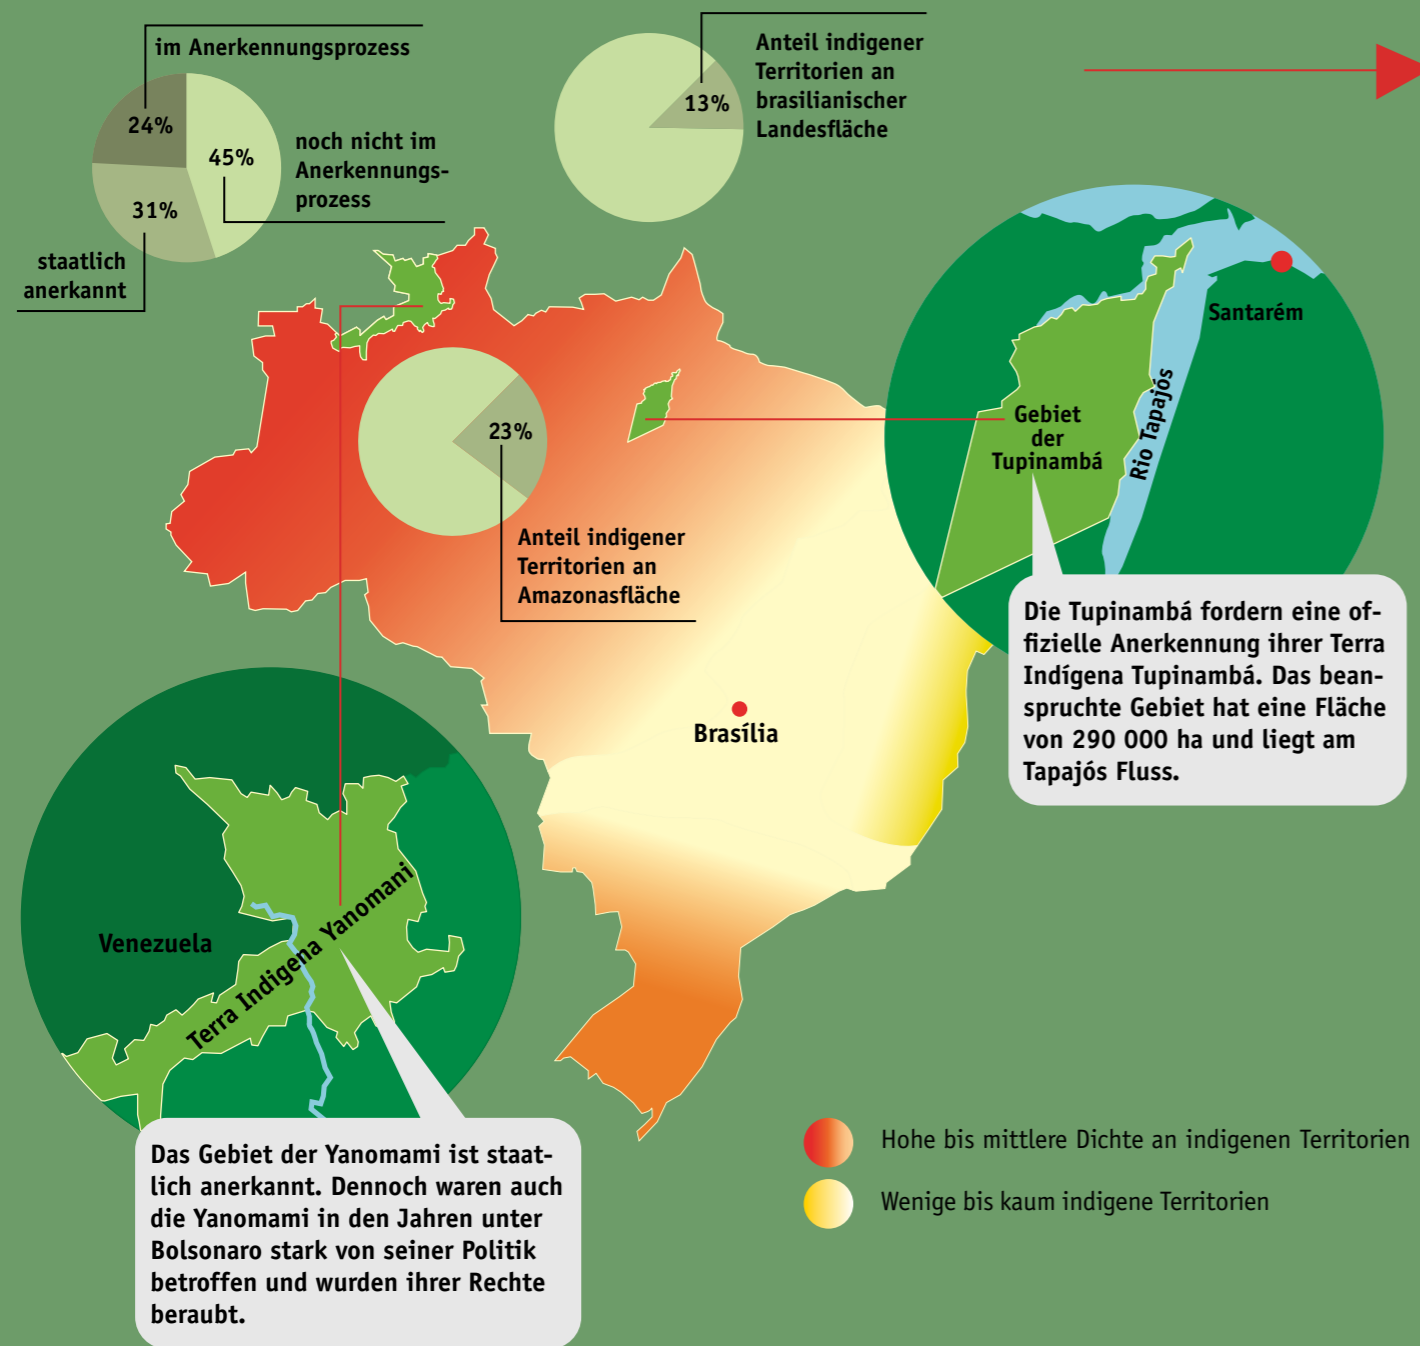 im Anerkennungsprozess
24%
45%
31%
noch nicht im
Anerkennungs-
prozess
staatlich
anerkannt
Anteil indigener
Territorien an
brasilianischer
Landesfläche
13%
23%
Anteil indigener
Territorien an
Amazonasfläche
Santarém
Rio Tapajós
Gebiet
der
Tupinambá
Die Tupinambá fordern eine of-
fizielle Anerkennung ihrer Terra
Indígena Tupinambá. Das bean-
spruchte Gebiet hat eine Fläche
von 290 000 ha und liegt am
Tapajós Fluss.
Brasília
Venezuela
Terra Indigena Yanomani
Das Gebiet der Yanomami ist staat-
lich anerkannt. Dennoch waren auch
die Yanomami in den Jahren unter
Bolsonaro stark von seiner Politik
betroffen und wurden ihrer Rechte
beraubt.
Hohe bis mittlere Dichte an indigenen Territorien
Wenige bis kaum indigene Territorien